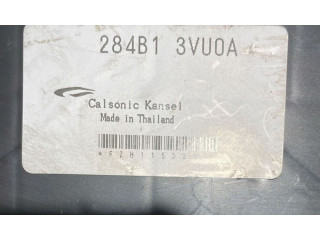 284B1 3VU0A
Calsonic Kansei
Made in Thailand